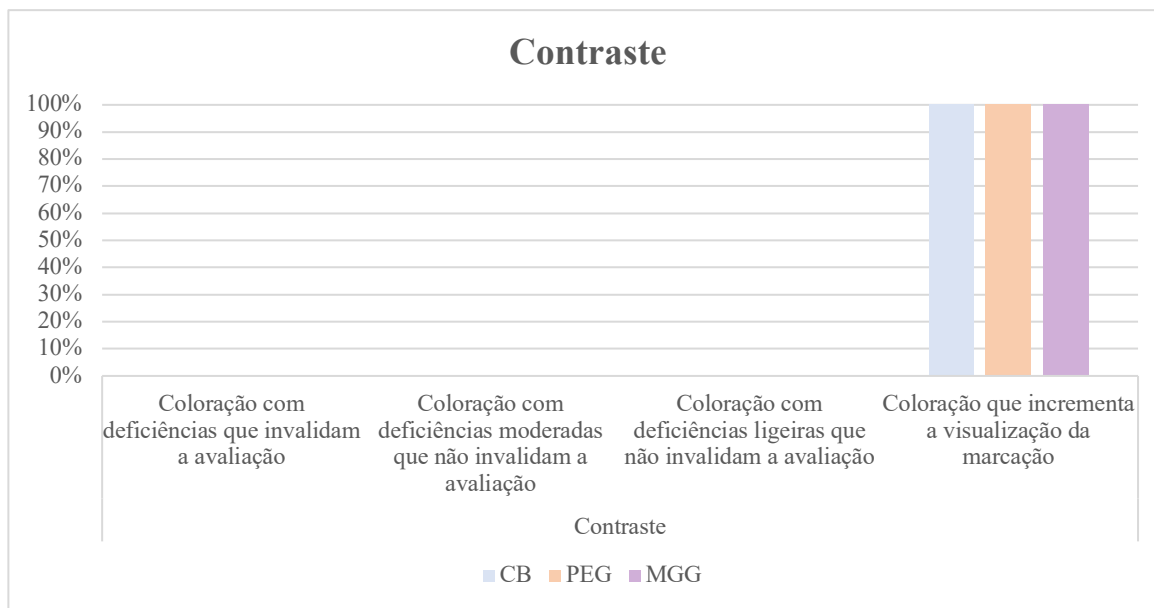 Contraste
100%
90%
80%
70%
60%
50%
40%
30%
20%
10%
0%
Coloração com
deficiências que invalidam
a avaliação
Coloração com
deficiências moderadas
que não invalidam a
avaliação
Coloração com
deficiências ligeiras que
não invalidam a avaliação
Coloração que incrementa
a visualização da
marcação
Contraste
CB PEG MGG